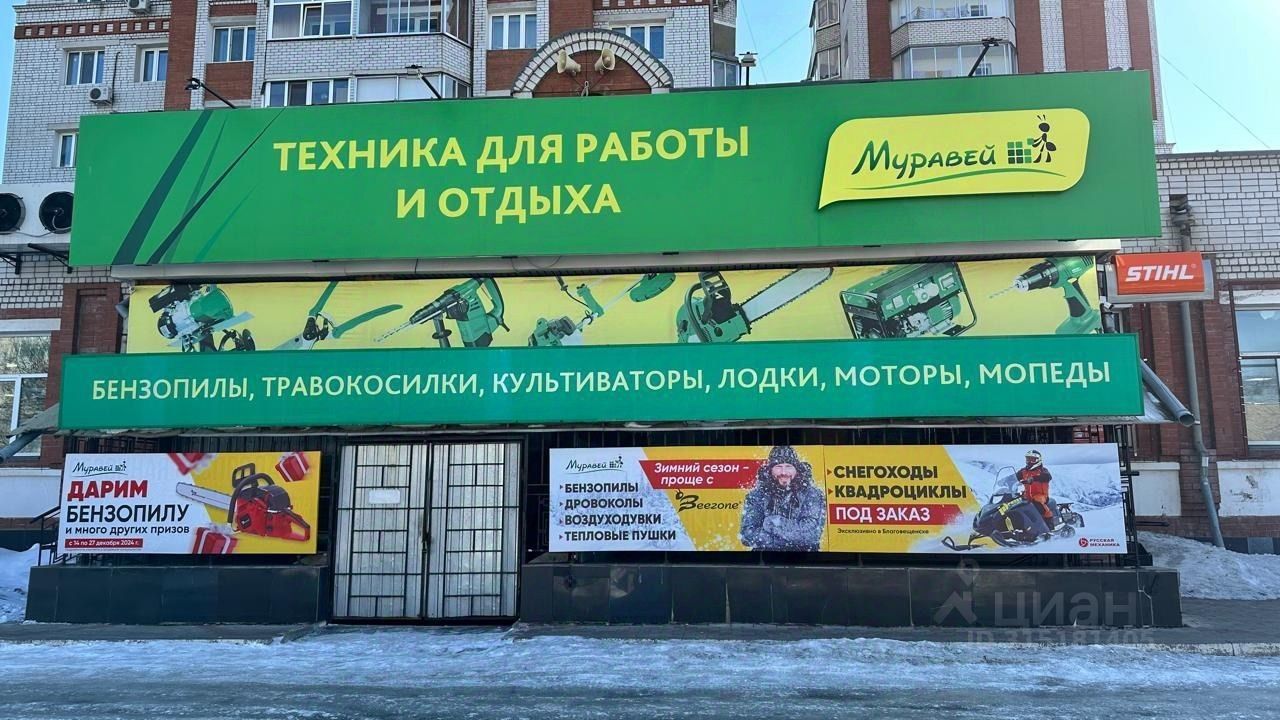 ТЕХНИКА ДЛЯ РАБОТЫ
И ОТДЫХА
Муравей
STIHL
БЕНЗОПИЛЫ, ТРАВОКОСИЛКИ, КУЛЬТИВАТОРЫ, ЛОДКИ, МОТОРЫ, МОПЕДЫ
Муравей
ДАРИМ
БЕНЗОПИЛУ
и много других призов
с 14 по 27 декабря 2024 г.
Муравей
БЕНЗОПИЛЫ
ДРОВОКОЛЫ
ВОЗДУХОДУВКИ
ТЕПЛОВЫЕ ПУШКИ
Зимний сезон –
проще с
Beezone
СНЕГОХОДЫ
КВАДРОЦИКЛЫ
ПОД ЗАКАЗ
Эксклюзивно в Благовещенске
РУССКАЯ
МЕХАНИКА
циан